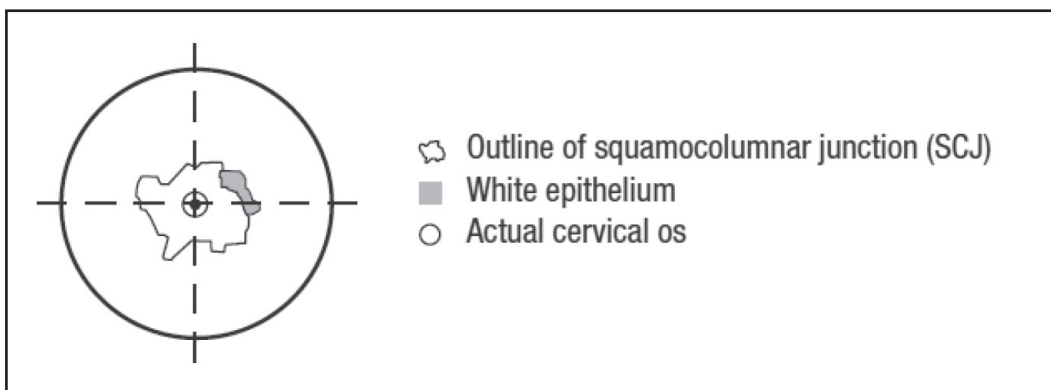 Outline of squamocolumnar junction (SCJ)
White epithelium
Actual cervical os